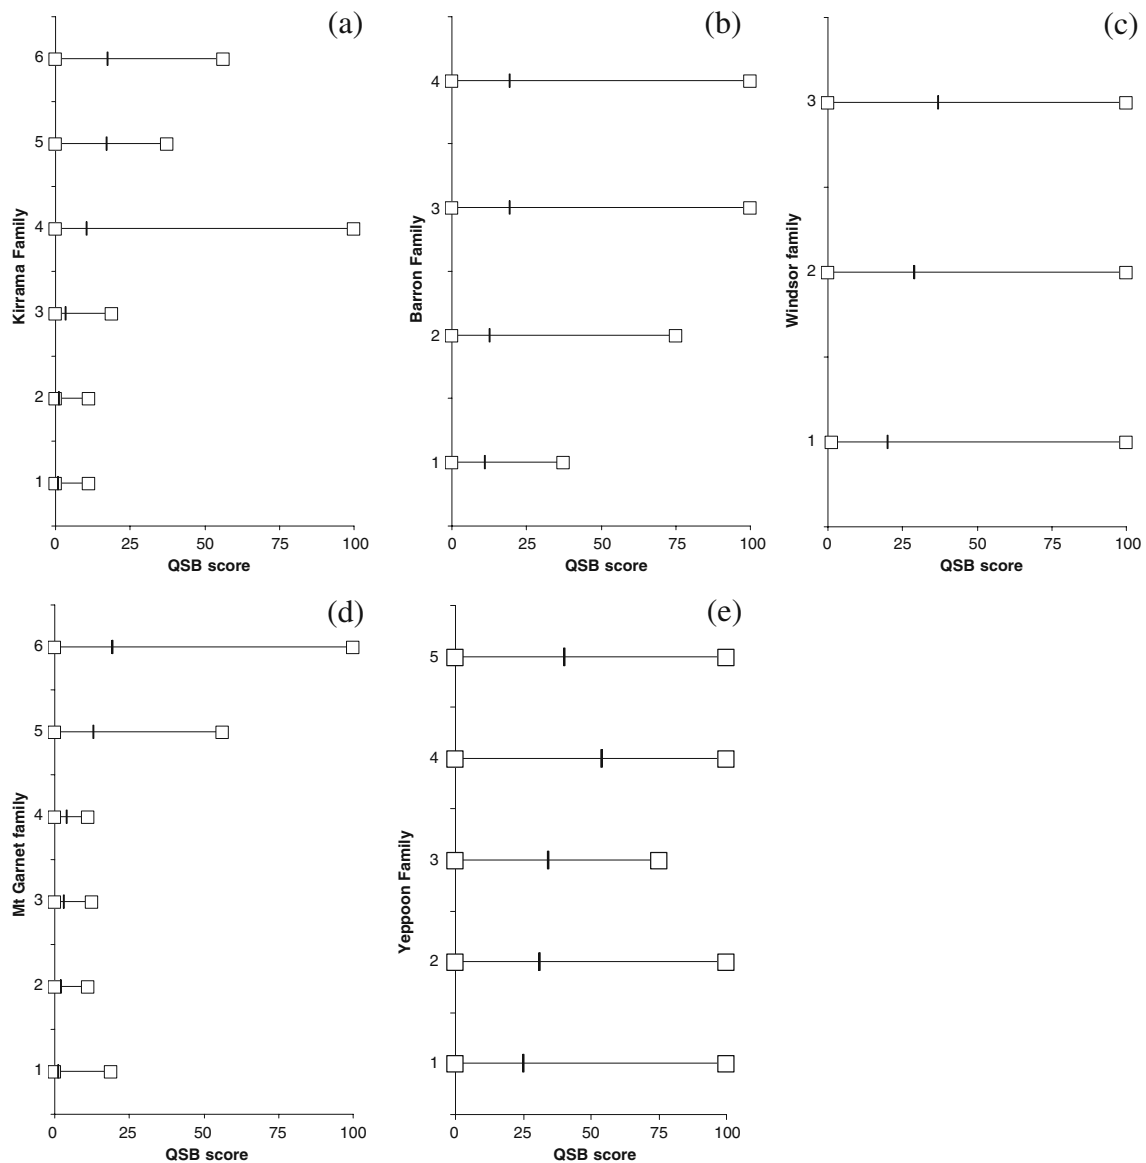 (a)
Kirrama Family
6
5
4
3
2
1
0 25 50 75 100
QSB score
(b)
Barron Family
4
3
2
1
0 25 50 75 100
QSB score
(c)
Windsor family
3
2
1
0 25 50 75 100
QSB score
(d)
Mt Garnet family
6
5
4
3
2
1
0 25 50 75 100
QSB score
(e)
Yeppoon Family
5
4
3
2
1
0 25 50 75 100
QSB score